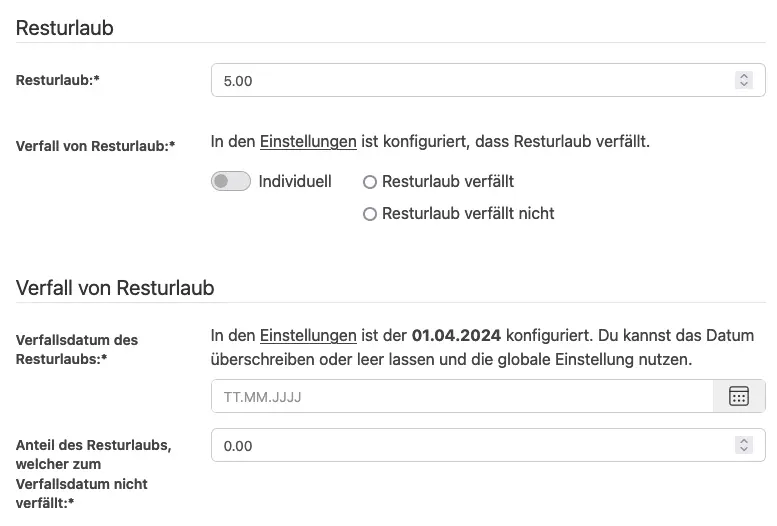 Resturlaub
Resturlaub:*
5.00
Verfall von Resturlaub:*
In den Einstellungen ist konfiguriert, dass Resturlaub verfällt.
Individuell
Resturlaub verfällt
Resturlaub verfällt nicht
Verfall von Resturlaub
Verfallsdatum des
Resturlaubs:*
In den Einstellungen ist der 01.04.2024 konfiguriert. Du kannst das Datum
überschreiben oder leer lassen und die globale Einstellung nutzen.
TT.MM.JJJJ
Anteil des Resturlaubs,
welcher zum
Verfallsdatum nicht
verfällt:*
0.00